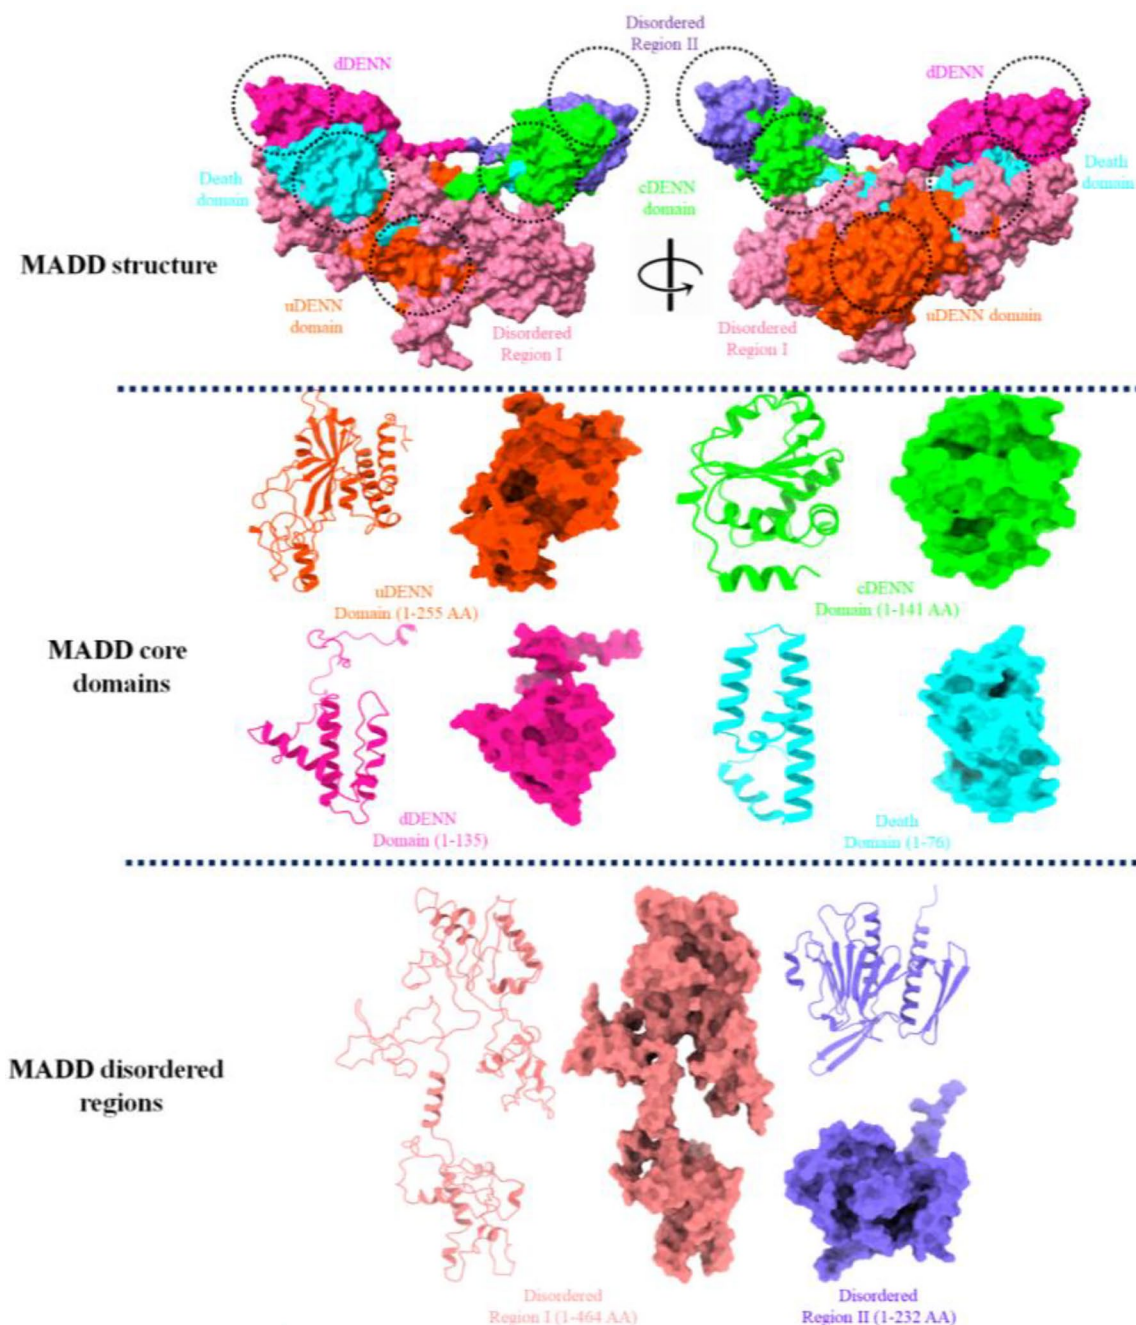 Disordered
Region II
dDENN
dDENN
Death
domain
cDENN
domain
Death
domain
MADD structure
uDENN
domain
Disordered
Region I
Disordered
Region I
uDENN domain
uDENN
Domain (1-255 AA)
cDENN
Domain (1-141 AA)
MADD core
domains
dDENN
Domain (1-135)
Death
Domain (1-76)
MADD disordered
regions
Disordered
Region I (1-464 AA)
Disordered
Region II (1-232 AA)